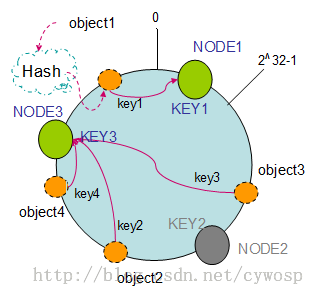 object1
0
NODE1
2^32-1
Hash
key1
KEY1
NODE3
KEY3
key3
object3
key4
object4
key2
KEY2
NODE2
object2
http://blog.csdn.net/cywosp